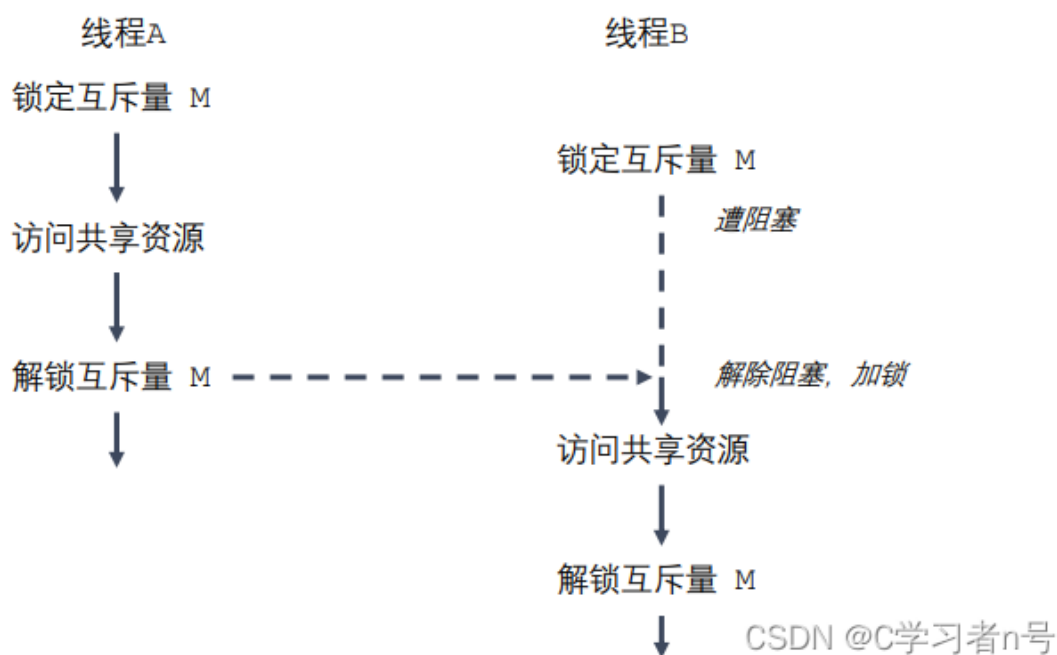 线程A
线程B
锁定互斥量 M
锁定互斥量 M
遭阻塞
访问共享资源
解锁互斥量 M
解除阻塞，加锁
访问共享资源
解锁互斥量 M
CSDN @C学习者n号